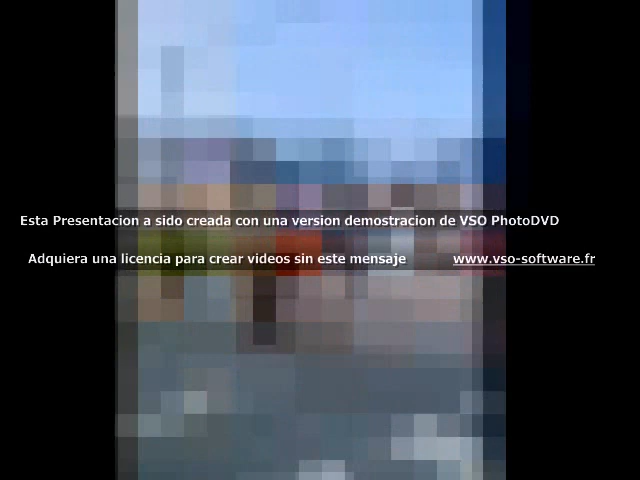 Esta Presentacion a sido creada con una version demostracion de VSO PhotoDVD
Adquiera una licencia para crear videos sin este mensaje www.vso-software.fr